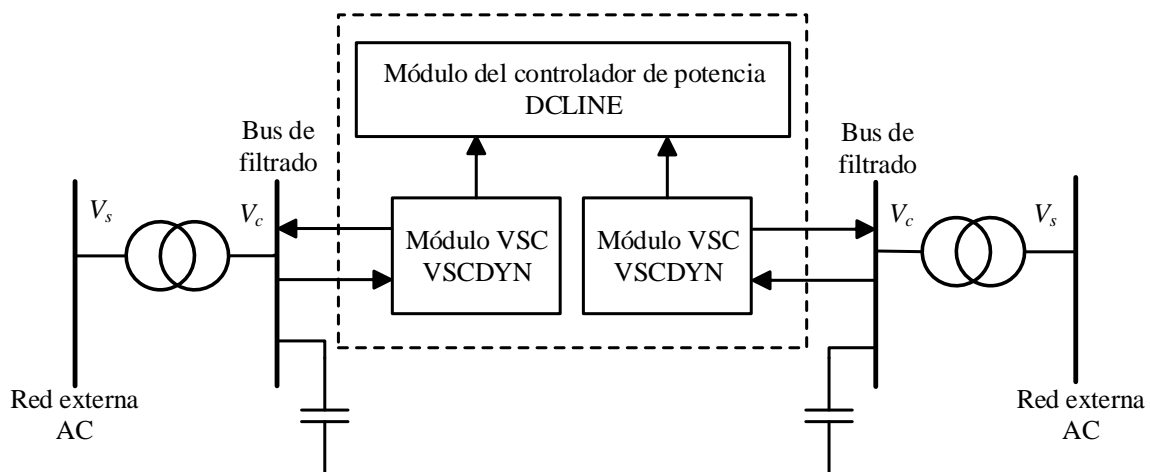 Módulo del controlador de potencia
DCLINE
Bus de
filtrado
Bus de
filtrado
V_s
V_c
Módulo VSC
VSCDYN
Módulo VSC
VSCDYN
V_c
V_s
Red externa
AC
Red externa
AC